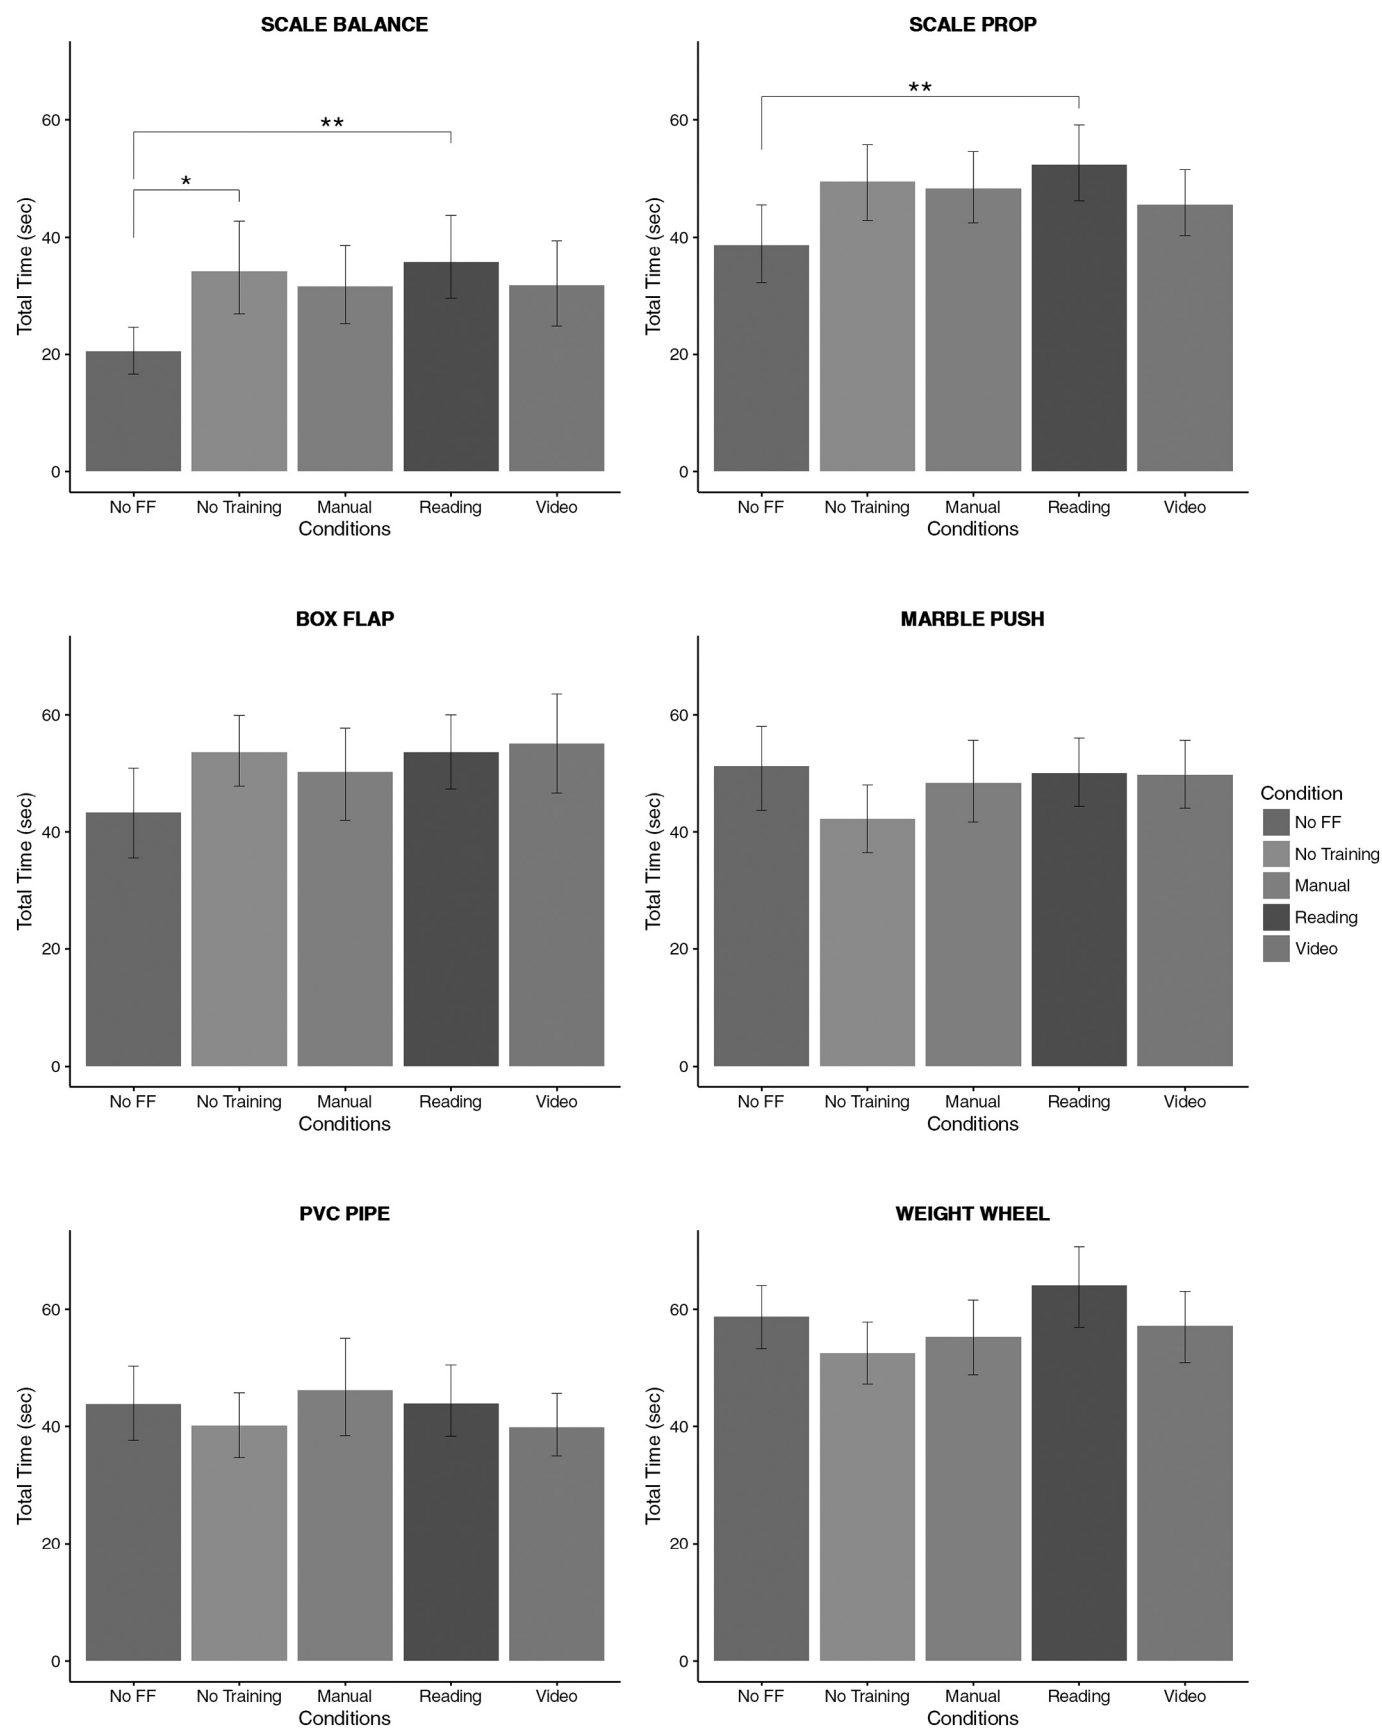 SCALE BALANCE
Total Time (sec)
60
40
20
0
**
*
No FF No Training Manual Reading Video
Conditions
SCALE PROP
Total Time (sec)
60
40
20
0
**
No FF No Training Manual Reading Video
Conditions
BOX FLAP
Total Time (sec)
60
40
20
0
No FF No Training Manual Reading Video
Conditions
MARBLE PUSH
Total Time (sec)
60
40
20
0
No FF No Training Manual Reading Video
Conditions
Condition
No FF
No Training
Manual
Reading
Video
PVC PIPE
Total Time (sec)
60
40
20
0
No FF No Training Manual Reading Video
Conditions
WEIGHT WHEEL
Total Time (sec)
60
40
20
0
No FF No Training Manual Reading Video
Conditions